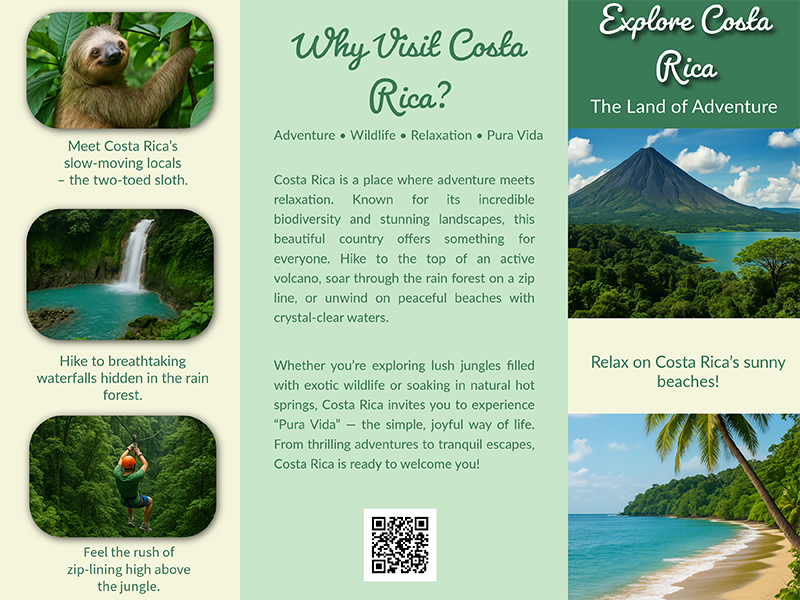 Meet Costa Rica's
slow-moving locals
– the two-toed sloth.
Hike to breathtaking
waterfalls hidden in the rain
forest.
Feel the rush of
zip-lining high above
the jungle.
Why Visit Costa
Rica?
Adventure • Wildlife • Relaxation • Pura Vida
Costa Rica is a place where adventure meets
relaxation. Known for its incredible
biodiversity and stunning landscapes, this
beautiful country offers something for
everyone. Hike to the top of an active
volcano, soar through the rain forest on a zip
line, or unwind on peaceful beaches with
crystal-clear waters.
Whether you're exploring lush jungles filled
with exotic wildlife or soaking in natural hot
springs, Costa Rica invites you to experience
“Pura Vida” — the simple, joyful way of life.
From thrilling adventures to tranquil escapes,
Costa Rica is ready to welcome you!
Explore Costa
Rica
The Land of Adventure
Relax on Costa Rica's sunny
beaches!